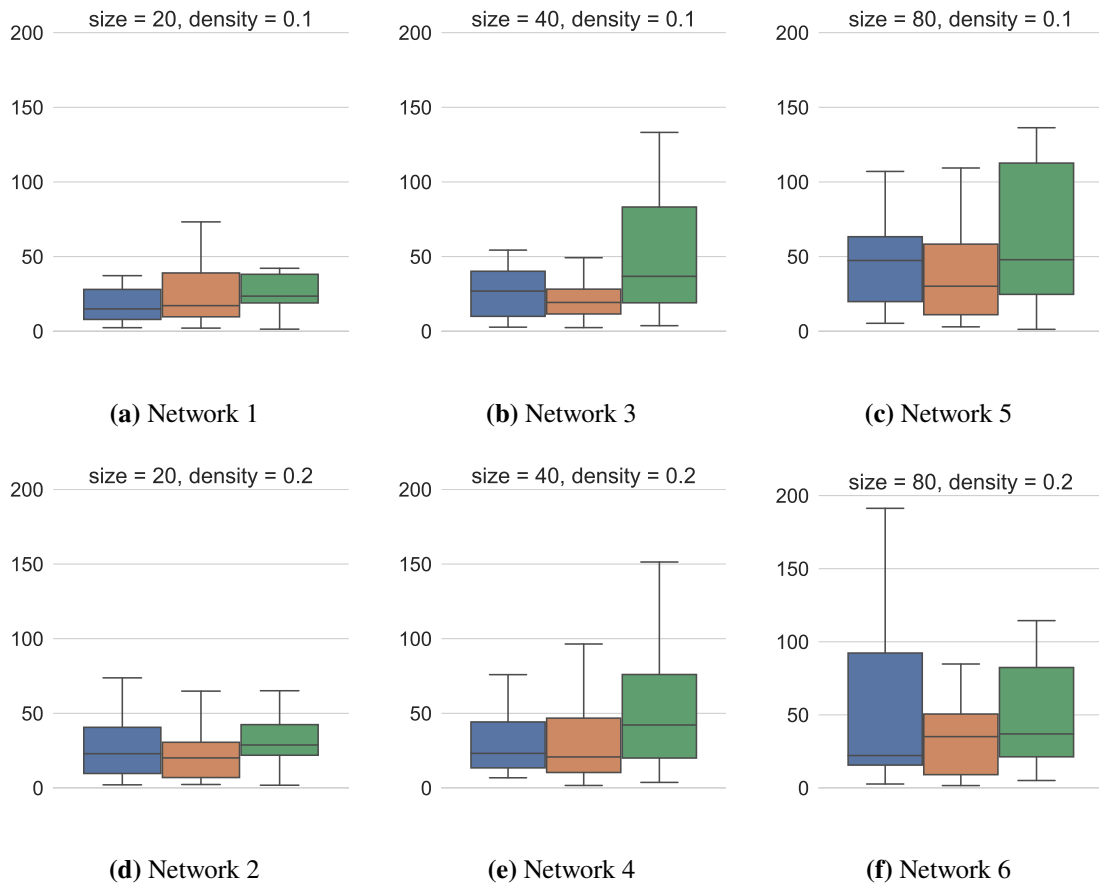 size = 20, density = 0.1
200
150
100
50
0
(a) Network 1
size = 40, density = 0.1
200
150
100
50
0
(b) Network 3
size = 80, density = 0.1
200
150
100
50
0
(c) Network 5
size = 20, density = 0.2
200
150
100
50
0
(d) Network 2
size = 40, density = 0.2
200
150
100
50
0
(e) Network 4
size = 80, density = 0.2
200
150
100
50
0
(f) Network 6